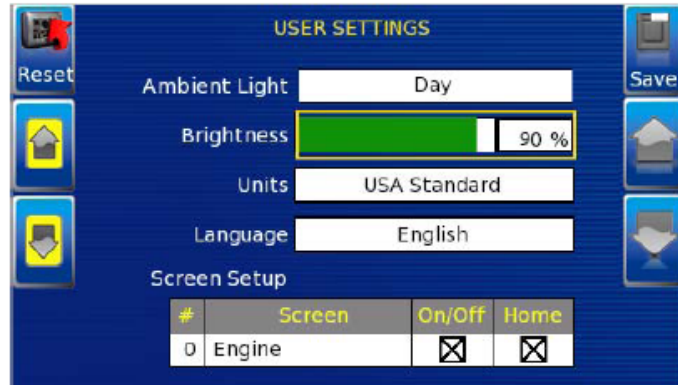 USER SETTINGS
Reset
Save
Ambient Light Day
Brightness 90 %
Units USA Standard
Language English
Screen Setup
# Screen On/Off Home
0 Engine